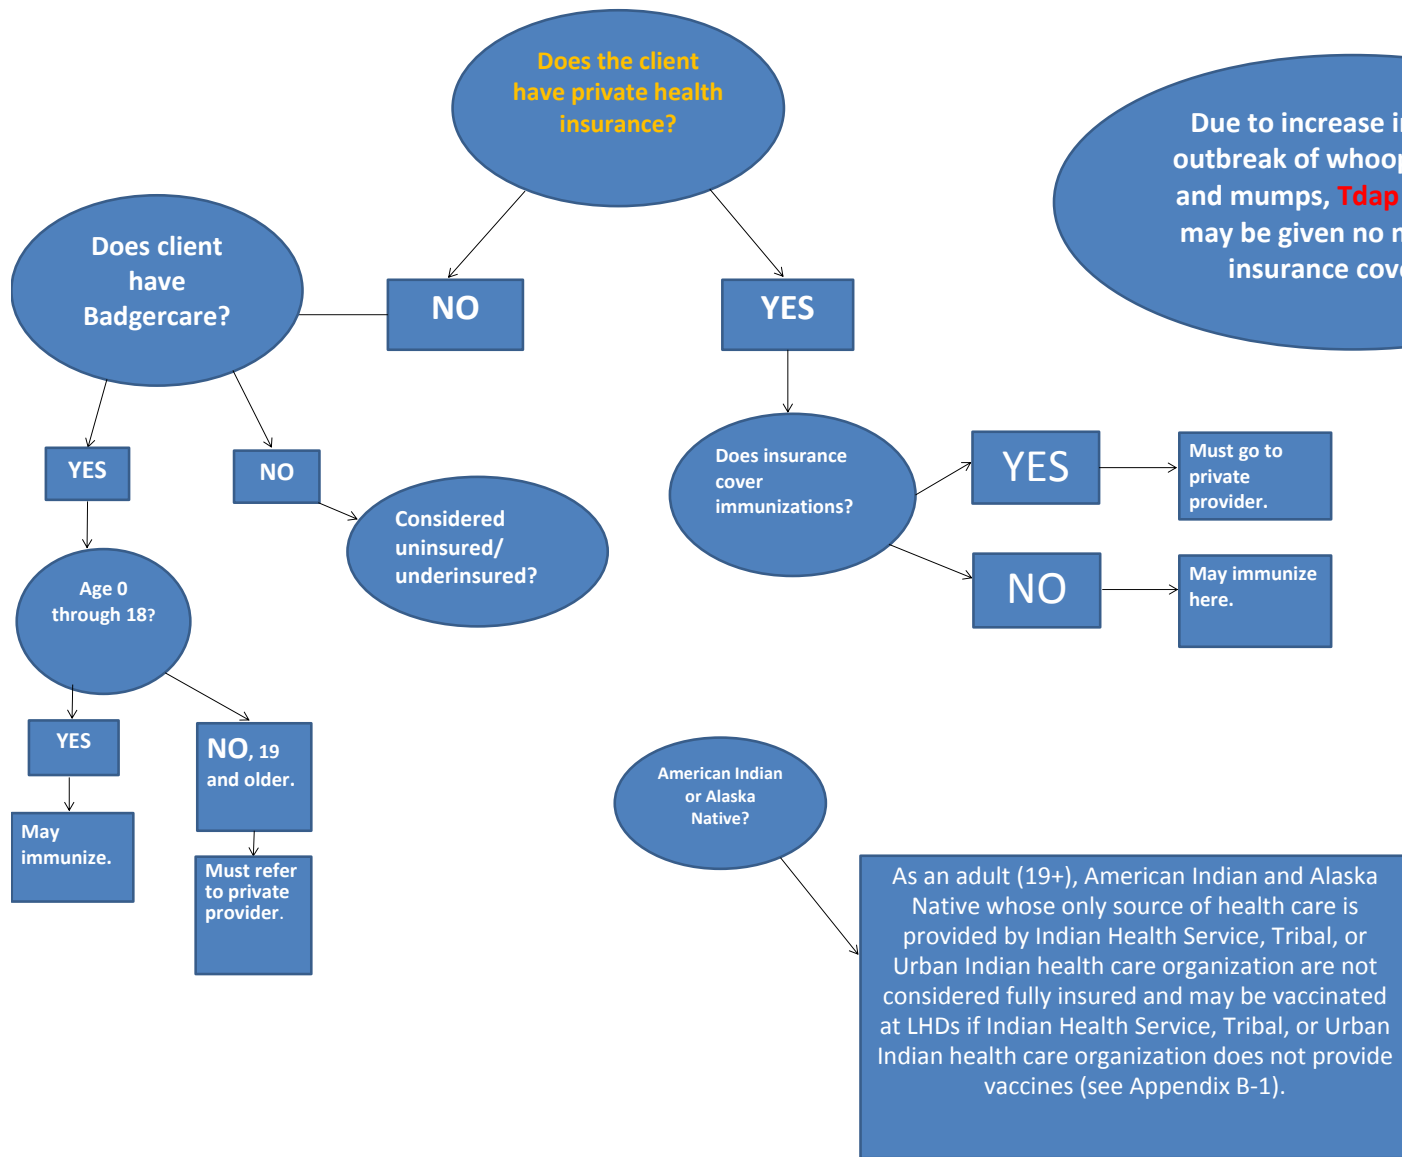 Does the client
have private health
insurance?
Due to increase
outbreak of
and mumps, Tdap
may be given no
insurance
Does client
have
Badgercare?
NO
YES
YES
NO
Considered
uninsured/
underinsured?
Does insurance
cover
immunizations?
YES
Must go to
private
provider.
NO
May immunize
here.
Age 0
through 18?
YES
NO, 19
and older.
May
immunize.
Must refer
to private
provider.
American Indian
or Alaska
Native?
As an adult (19+), American Indian and Alaska
Native whose only source of health care is
provided by Indian Health Service, Tribal, or
Urban Indian health care organization are not
considered fully insured and may be vaccinated
at LHDs if Indian Health Service, Tribal, or Urban
Indian health care organization does not provide
vaccines (see Appendix B-1).